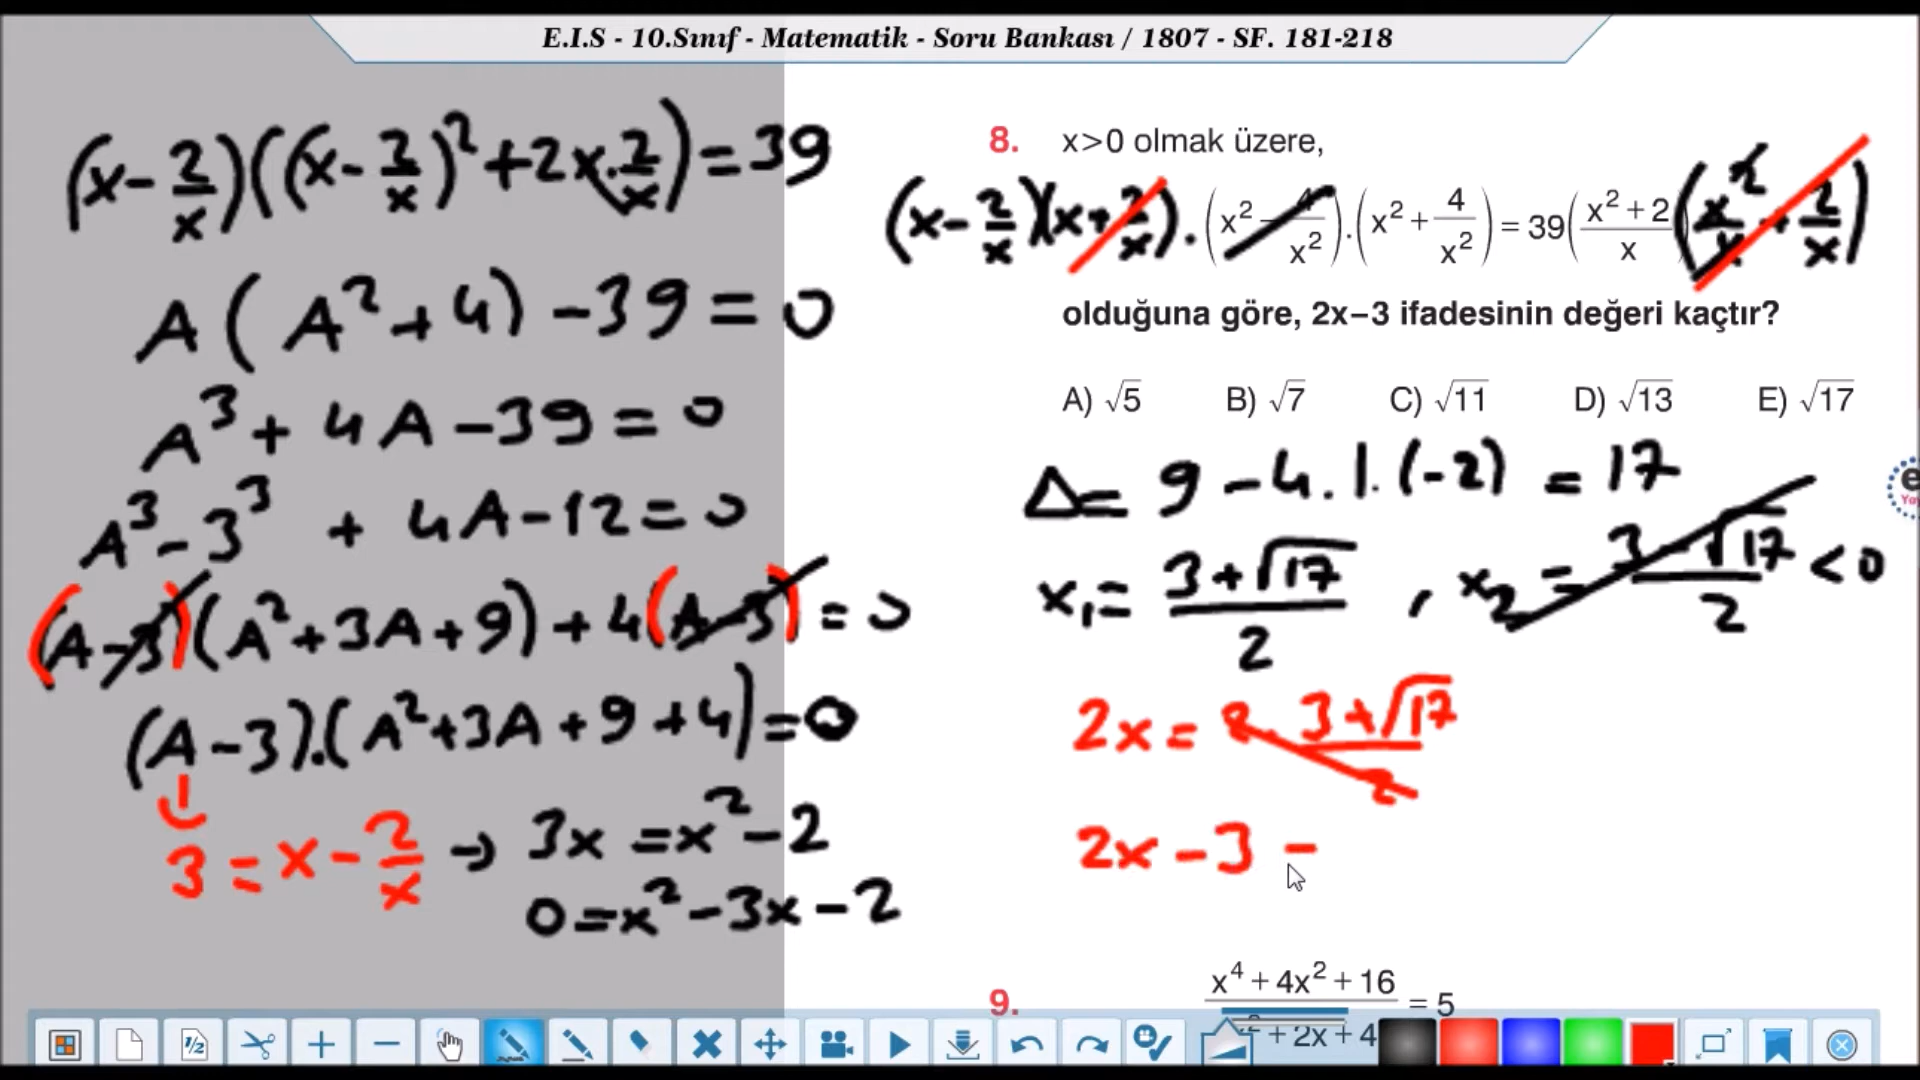 E.I.S - 10.Sınıf - Matematik - Soru Bankası / 1807 - SF. 181-218
(x - 2/x)((x - 2/x)² + 2x.2/x) = 39
A(A² + 4) - 39 = 0
A³ + 4A - 39 = 0
A³ - 3³ + 4A - 12 = 0
(A - 3)(A² + 3A + 9) + 4(A - 3) = 0
(A - 3).(A² + 3A + 9 + 4) = 0
3 = x - 2/x → 3x = x² - 2
0 = x² - 3x - 2
8. x>0 olmak üzere,
(x - 2/x)(x + 2/x) . (x² - 4/x²) . (x² + 4/x²) = 39((x² + 2)/x) (x²/x + 2/x)
olduğuna göre, 2x–3 ifadesinin değeri kaçtır?
A) √5 B) √7 C) √11 D) √13 E) √17
Δ = 9 - 4.1.(-2) = 17
x₁ = (3 + √17)/2 , x₂ = (3 - √17)/2 < 0
2x = 2. (3 + √17)/2
2x - 3 -
9. x⁴ + 4x² + 16 = 5
+ 2x + 4
1/2